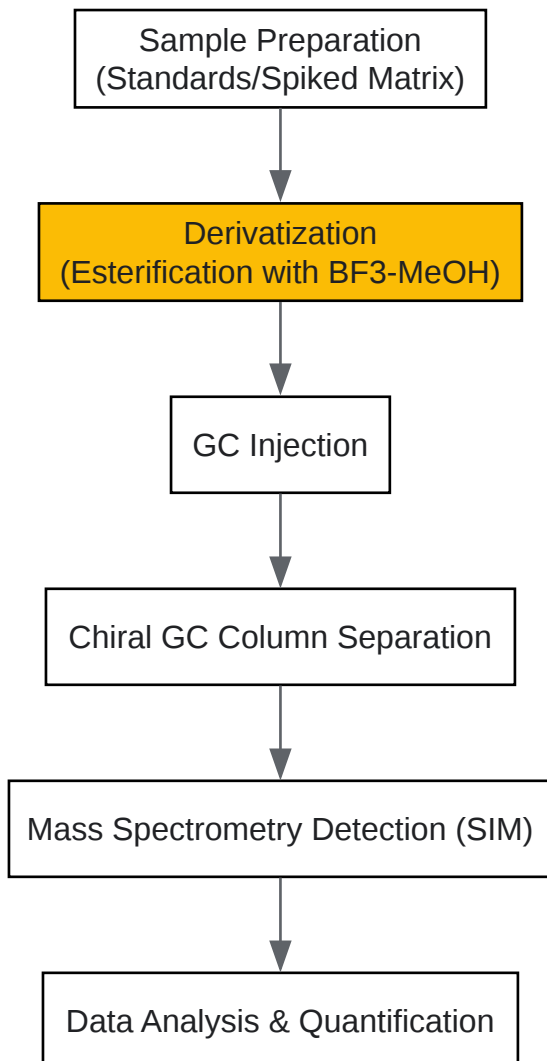 Sample Preparation
(Standards/Spiked Matrix)
Derivatization
(Esterification with BF3-MeOH)
GC Injection
Chiral GC Column Separation
Mass Spectrometry Detection (SIM)
Data Analysis & Quantification